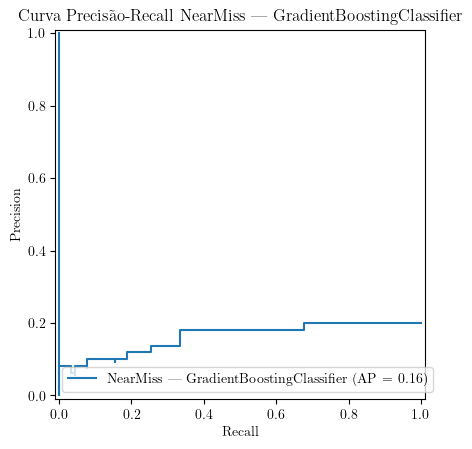 Curva Precisão-Recall NearMiss — GradientBoostingClassifier
1.0
0.8
0.6
0.4
0.2
0.0
Precision
NearMiss — GradientBoostingClassifier (AP = 0.16)
0.0 0.2 0.4 0.6 0.8 1.0
Recall